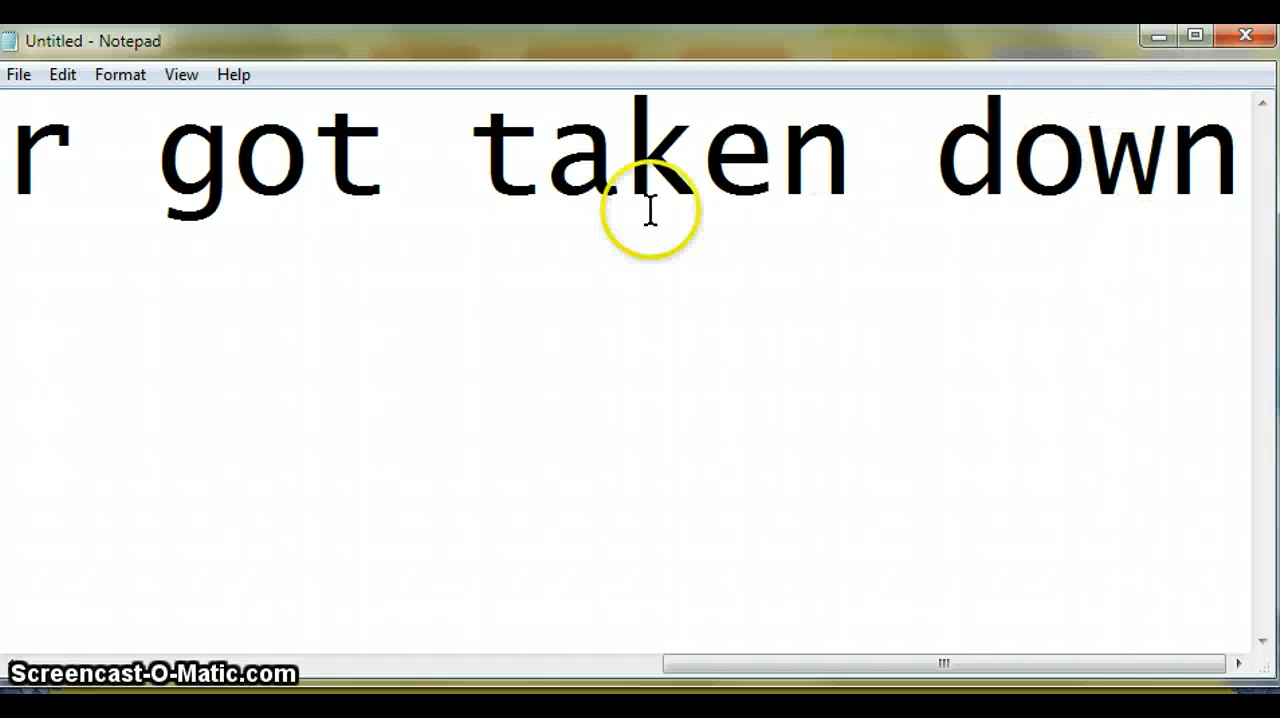 Untitled - Notepad
File Edit Format View Help
r got taken down
Screencast-O-Matic.com